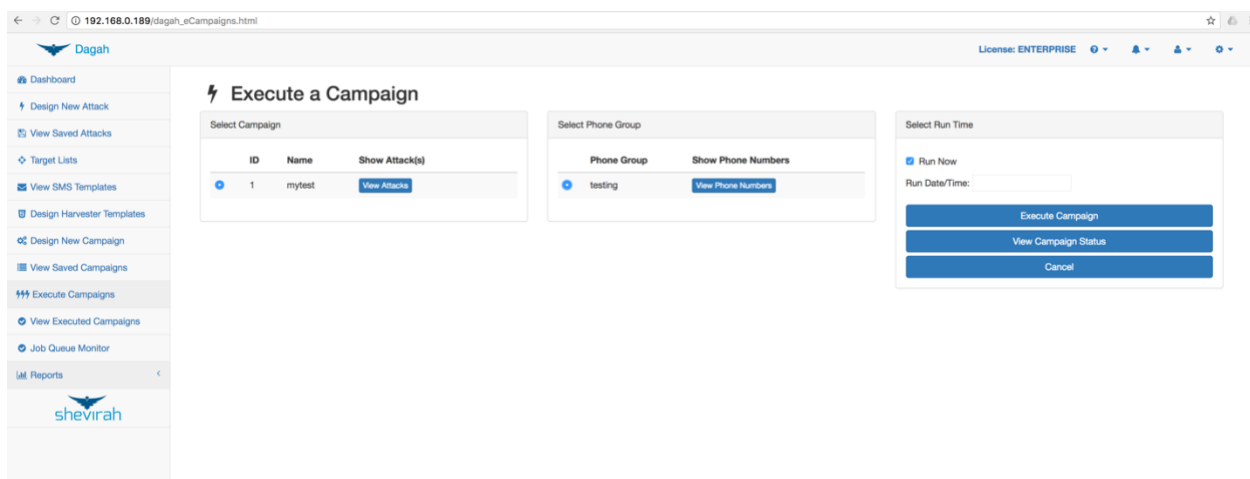 192.168.0.189/dagah_eCampaigns.html
Dagah
License: ENTERPRISE
Dashboard
Design New Attack
View Saved Attacks
Target Lists
View SMS Templates
Design Harvester Templates
Design New Campaign
View Saved Campaigns
Execute Campaigns
View Executed Campaigns
Job Queue Monitor
Reports
shevirah
Execute a Campaign
Select Campaign
ID Name Show Attack(s)
1 mytest View Attacks
Select Phone Group
Phone Group Show Phone Numbers
testing View Phone Numbers
Select Run Time
Run Now
Run Date/Time:
Execute Campaign
View Campaign Status
Cancel